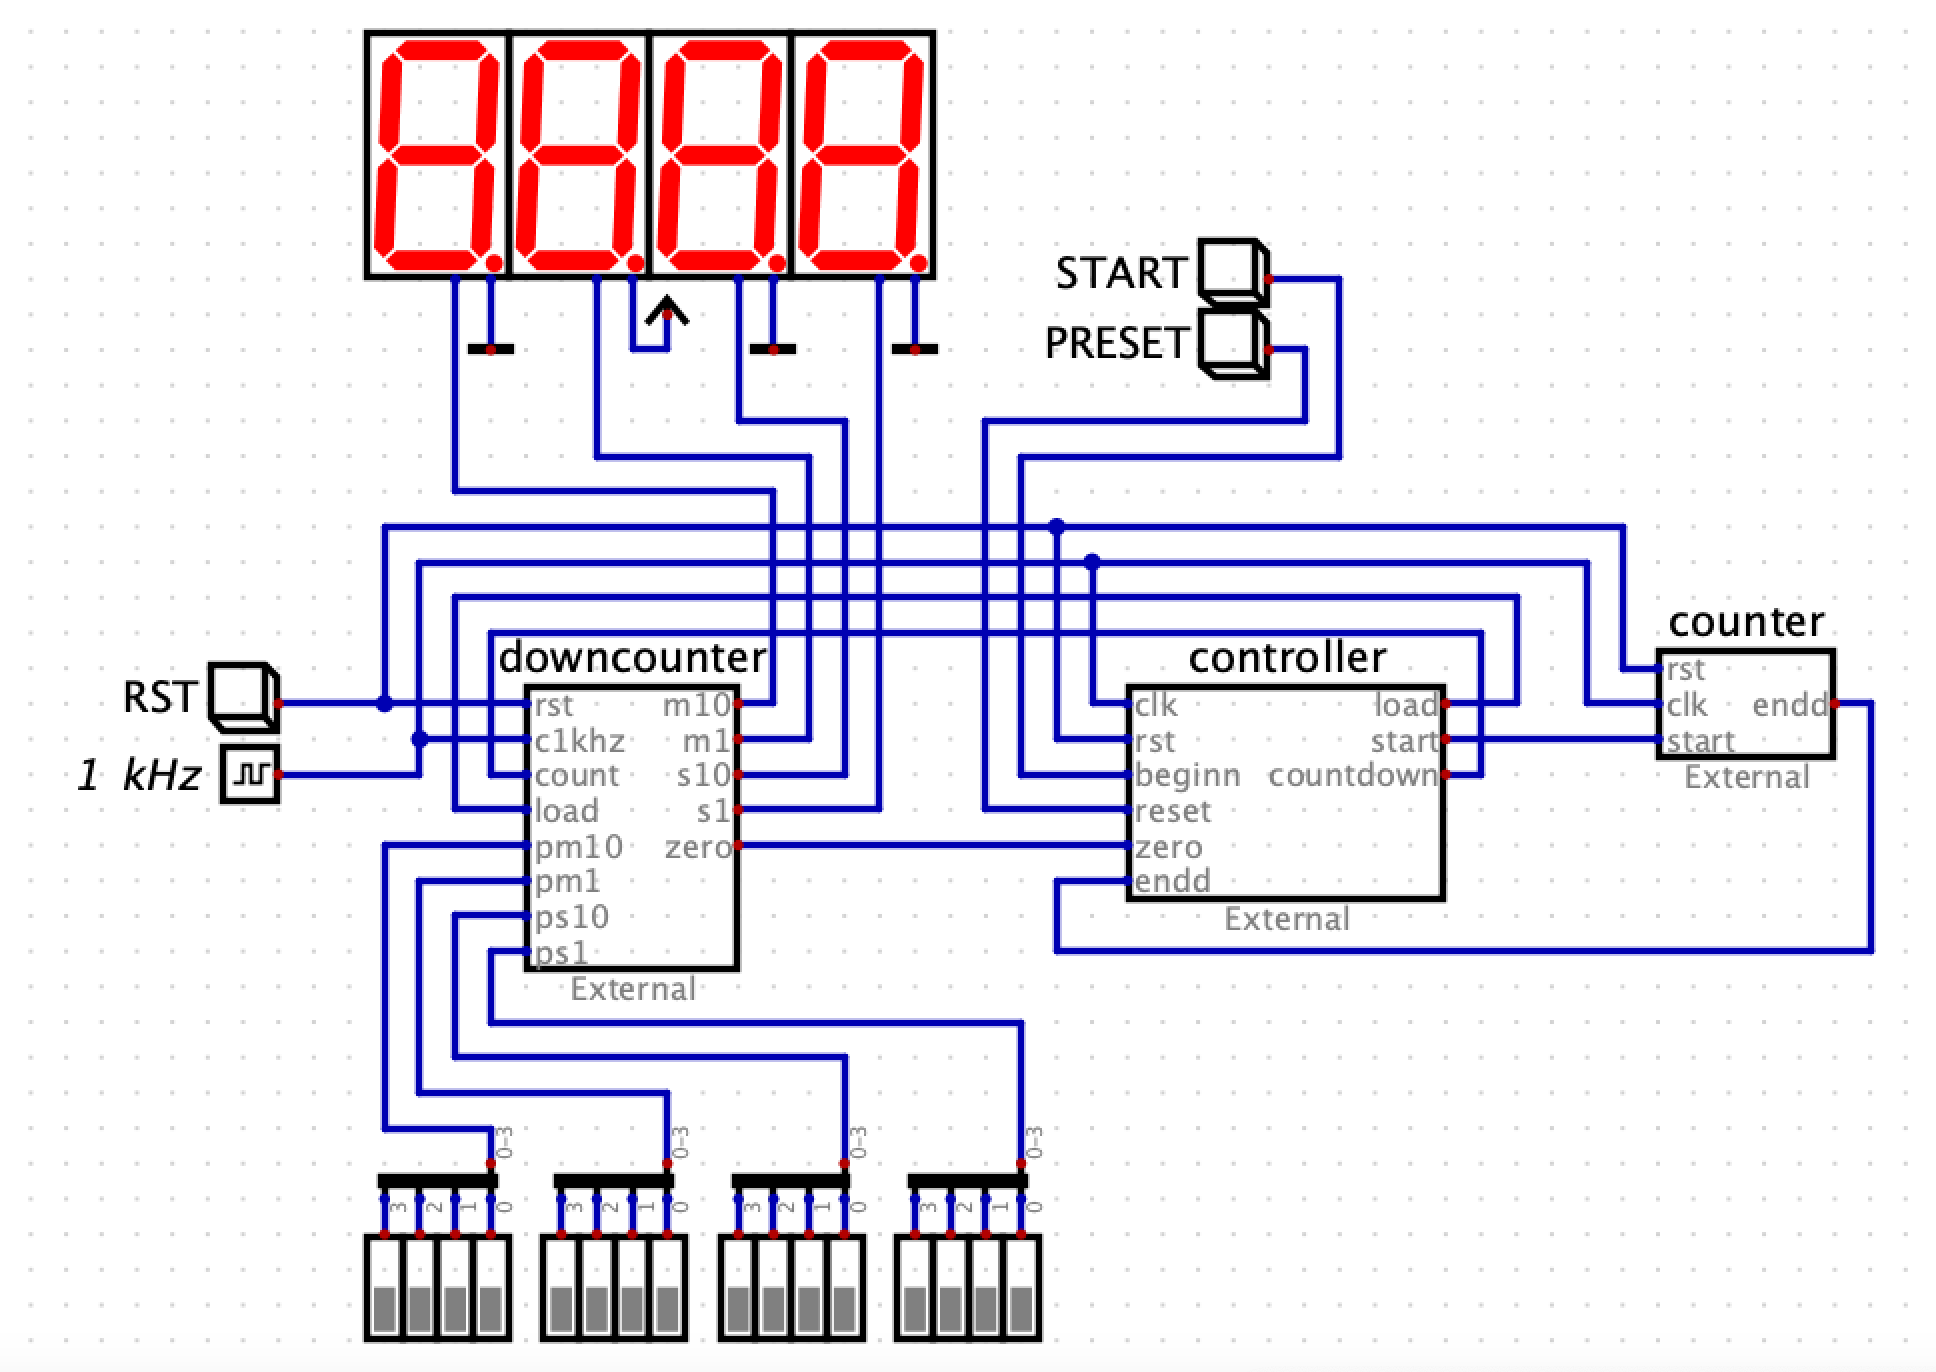 START
PRESET
RST
1 kHz
downcounter
rst
c1khz
count
load
pm10
pm1
ps10
ps1
m10
m1
s10
s1
zero
External
controller
clk
rst
beginn
reset
zero
endd
load
start
countdown
External
counter
rst
clk
start
endd
External
0-3
0-3
0-3
0-3
3 2 1 0
3 2 1 0
3 2 1 0
3 2 1 0